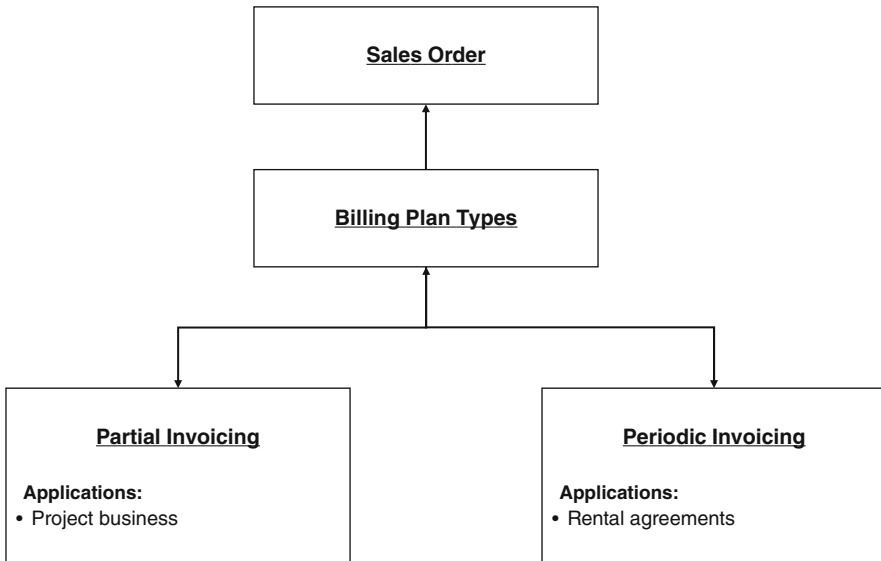 Sales Order
Billing Plan Types
Partial Invoicing
Applications:
• Project business
Periodic Invoicing
Applications:
• Rental agreements